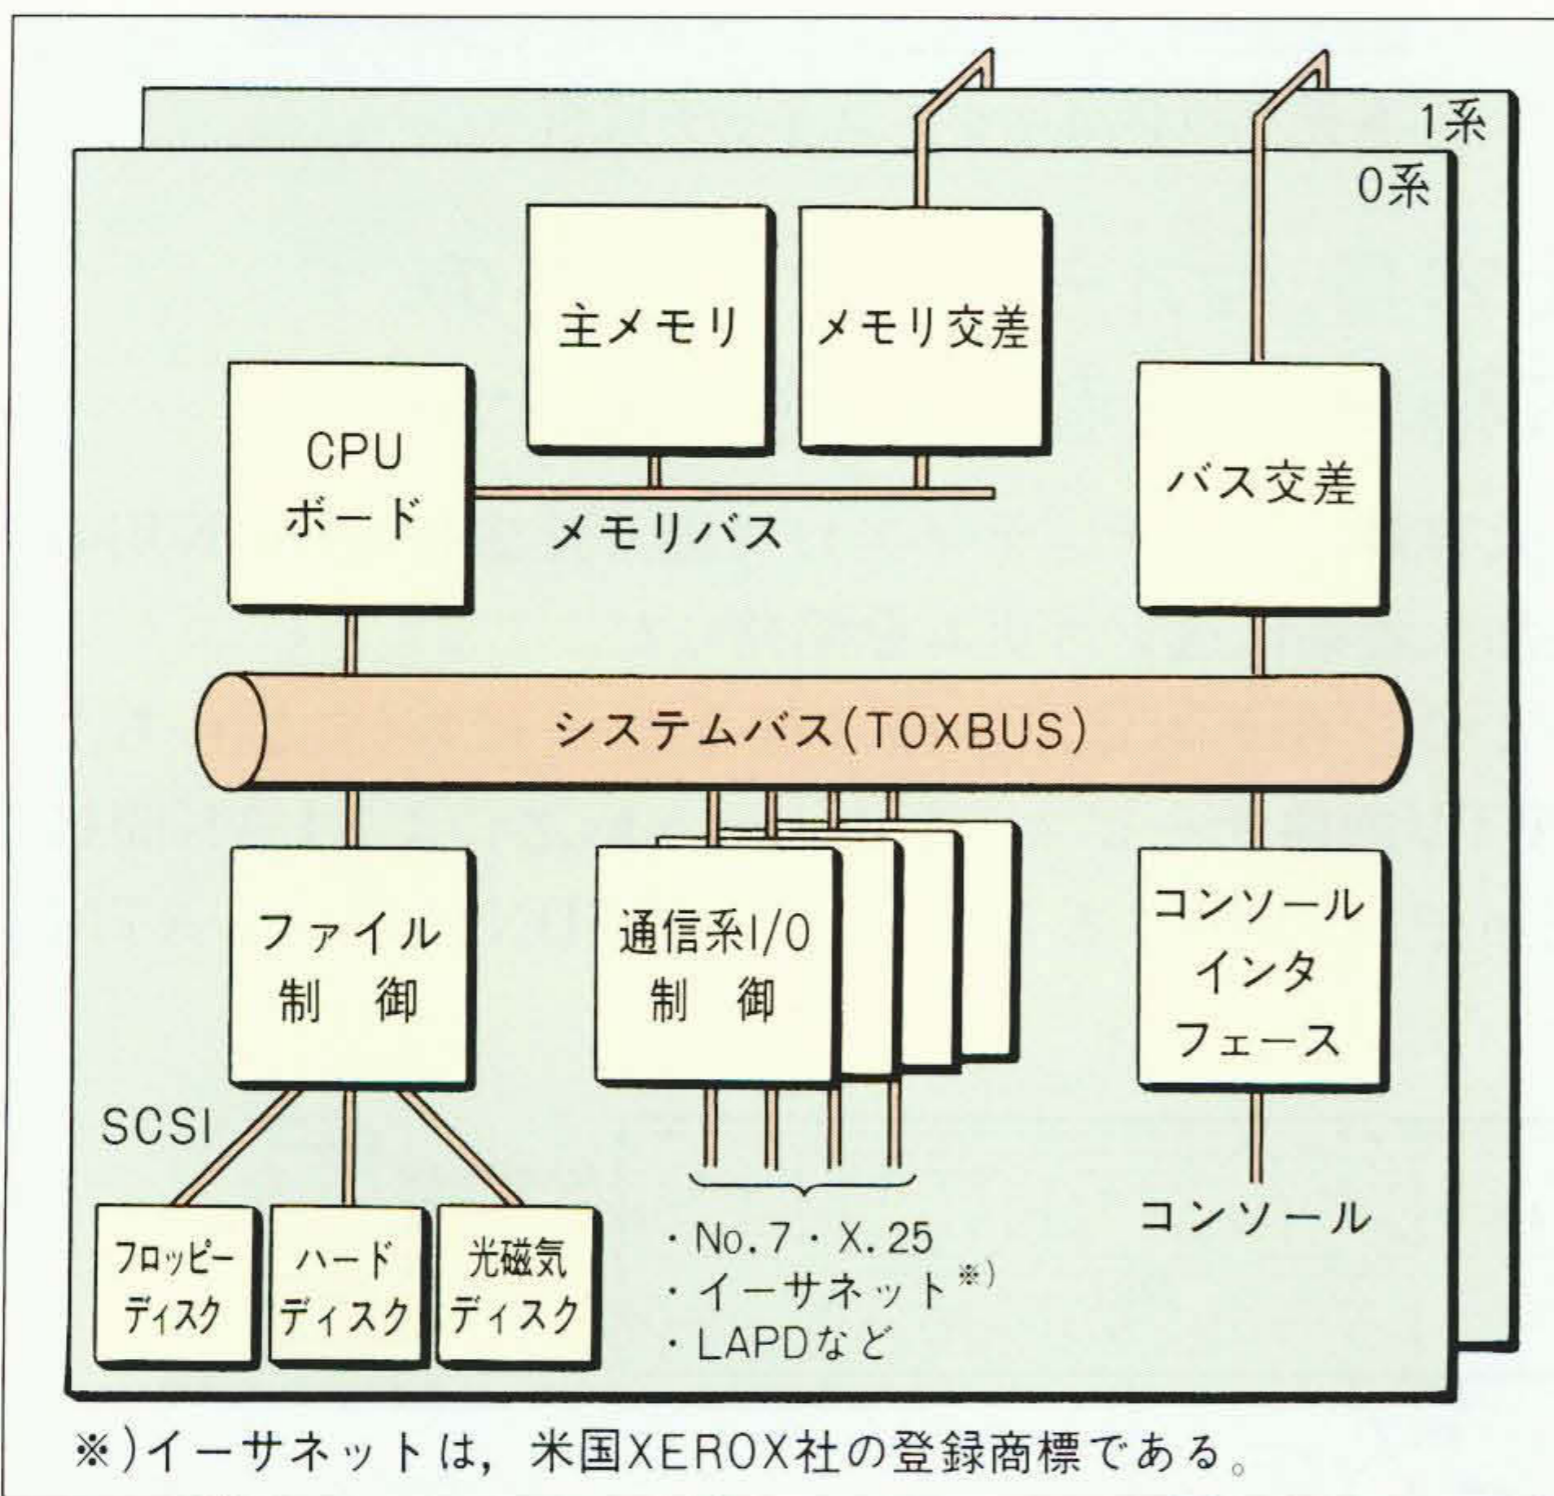 1系
0系
主メモリ
メモリ交差
CPU
ボード
バス交差
メモリバス
システムバス(TOXBUS)
ファイル
制 御
通信系I/O
制 御
コンソール
インタ
フェース
SCSI
フロッピー
ディスク
ハード
ディスク
光磁気
ディスク
・No.7・X.25
・イーサネット※)
・LAPDなど
コンソール
※)イーサネットは,米国XEROX社の登録商標である。